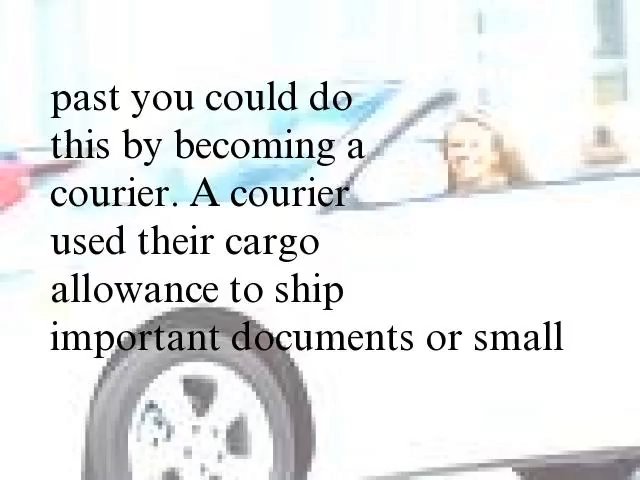 past you could do
this by becoming a
courier. A courier
used their cargo
allowance to ship
important documents or small